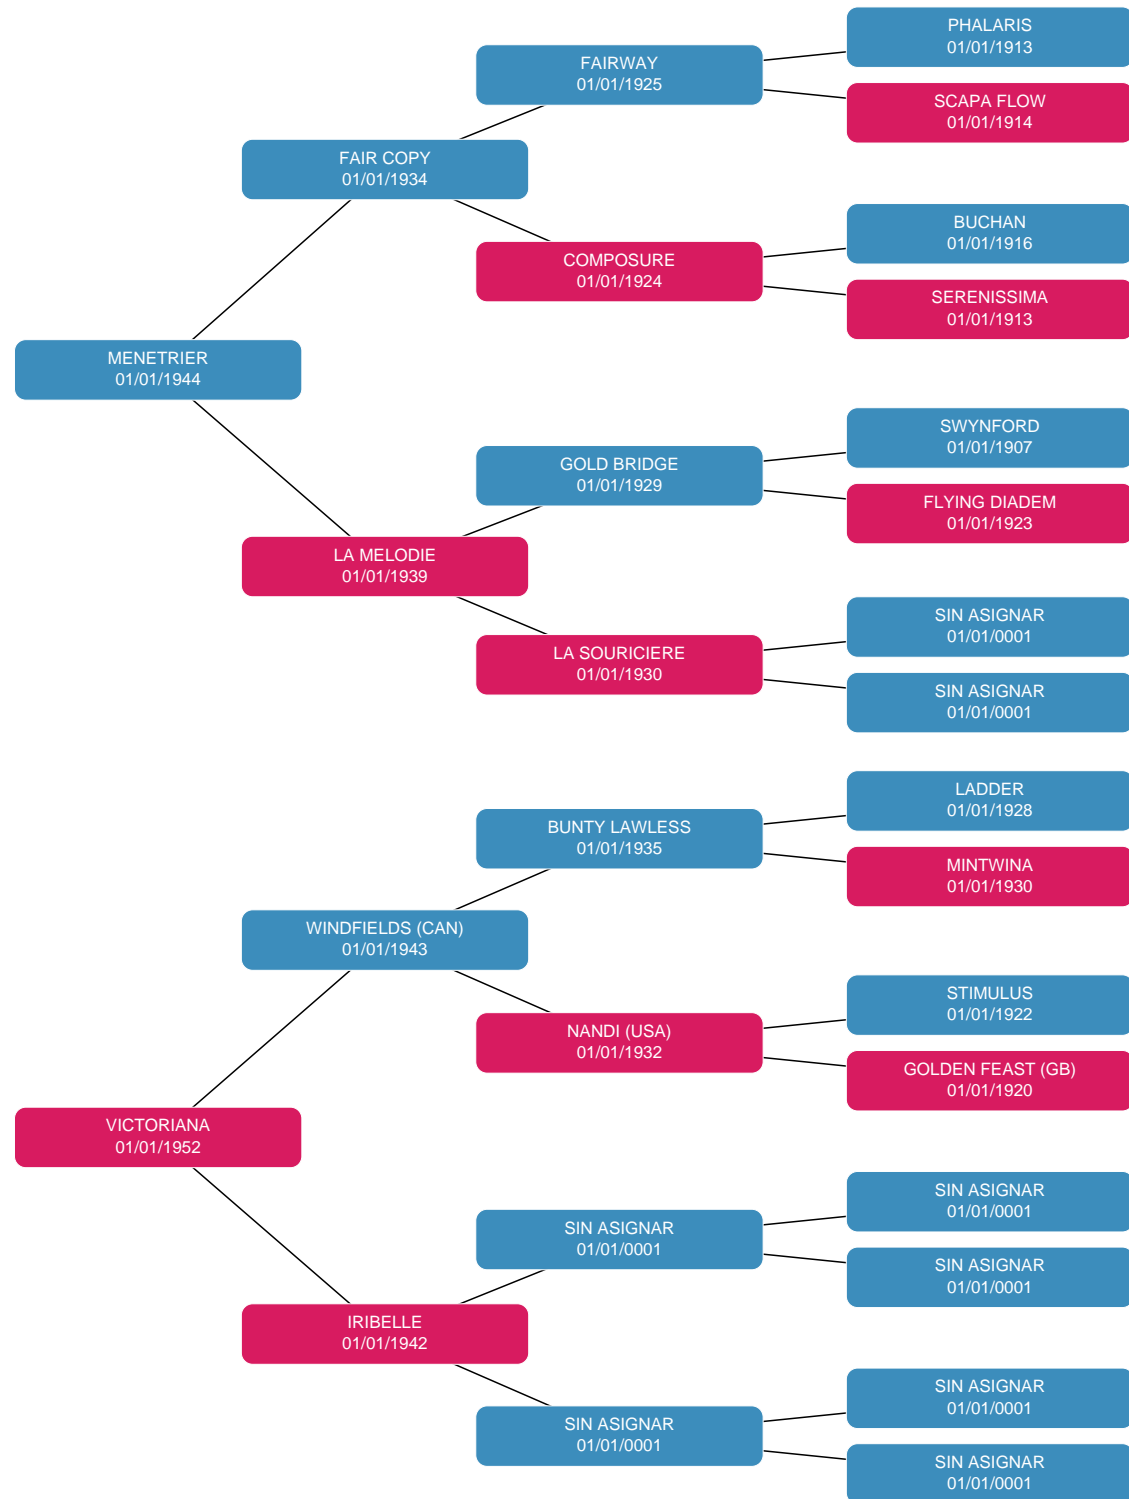 PHALARIS
01/01/1913
FAIRWAY
01/01/1925
SCAPA FLOW
01/01/1914
FAIR COPY
01/01/1934
BUCHAN
01/01/1916
COMPOSURE
01/01/1924
SERENISSIMA
01/01/1913
MENETRIER
01/01/1944
SWYNFORD
01/01/1907
GOLD BRIDGE
01/01/1929
FLYING DIADEM
01/01/1923
LA MELODIE
01/01/1939
SIN ASIGNAR
01/01/0001
LA SOURICIERE
01/01/1930
SIN ASIGNAR
01/01/0001
LADDER
01/01/1928
BUNTY LAWLESS
01/01/1935
MINTWINA
01/01/1930
WINDFIELDS (CAN)
01/01/1943
STIMULUS
01/01/1922
NANDI (USA)
01/01/1932
GOLDEN FEAST (GB)
01/01/1920
VICTORIANA
01/01/1952
SIN ASIGNAR
01/01/0001
SIN ASIGNAR
01/01/0001
SIN ASIGNAR
01/01/0001
IRIBELLE
01/01/1942
SIN ASIGNAR
01/01/0001
SIN ASIGNAR
01/01/0001
SIN ASIGNAR
01/01/0001